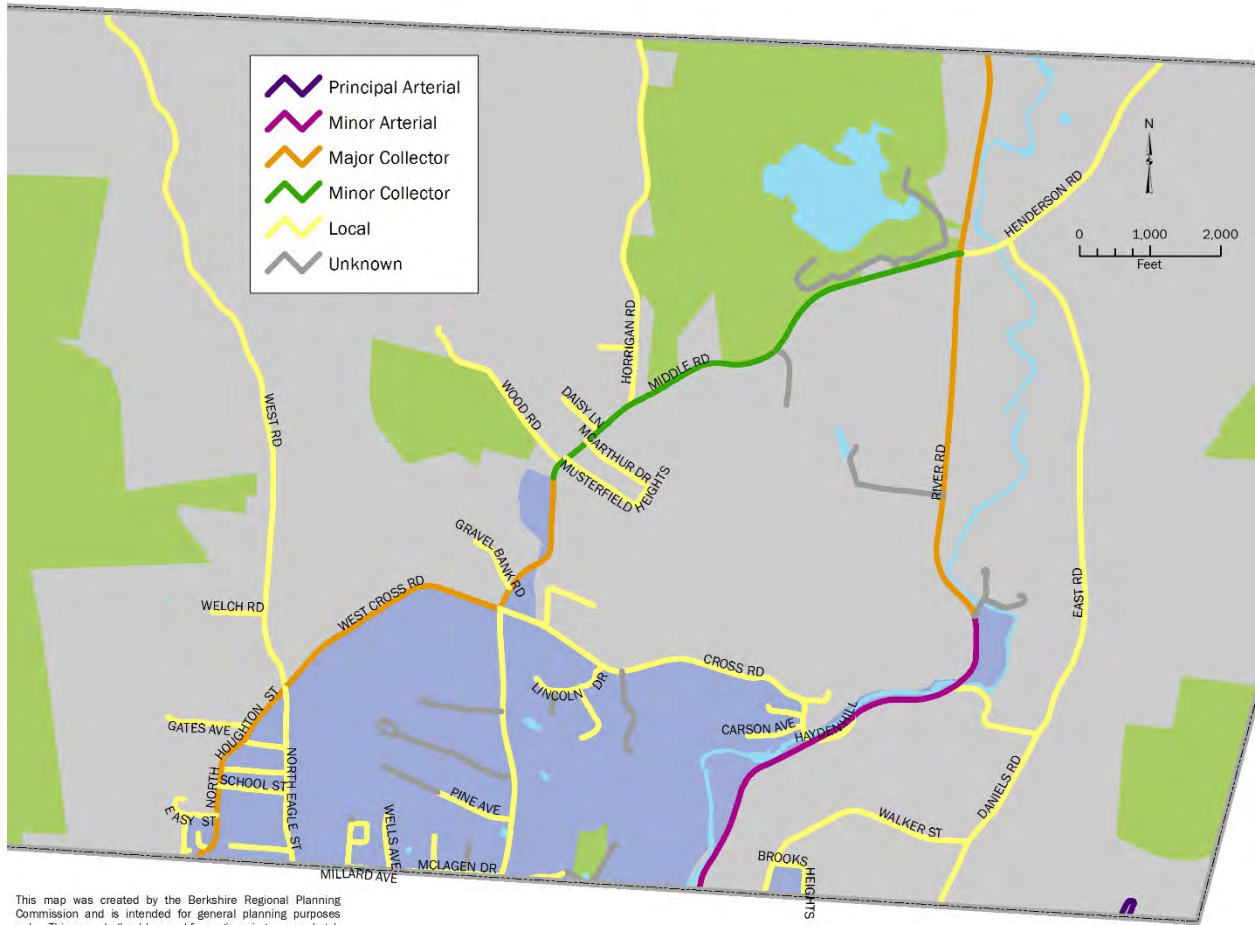 Principal Arterial
Minor Arterial
Major Collector
Minor Collector
Local
Unknown
N
0 1,000 2,000
Feet
HENDERSON RD
HORRIGAN RD
MIDDLE RD
WOOD RD
DAISY LN
MCARTHUR DR
MUSTERFIELD
HEIGHTS
WEST RD
RIVER RD
GRAVEL BANK RD
EAST RD
WELCH RD
WEST CROSS RD
CROSS RD
LINCOLN DR
GATES AVE
NORTH HOUGHTON ST
CARSON AVE
HAYDENHILL
SCHOOL ST
NORTH EAGLE ST
EASY ST
PINE AVE
WELLS AVE
DANIELS RD
WALKER ST
BROOKS
HEIGHTS
MCLAGEN DR
MILLARD AVE
This map was created by the Berkshire Regional Planning
Commission and is intended for general planning purposes